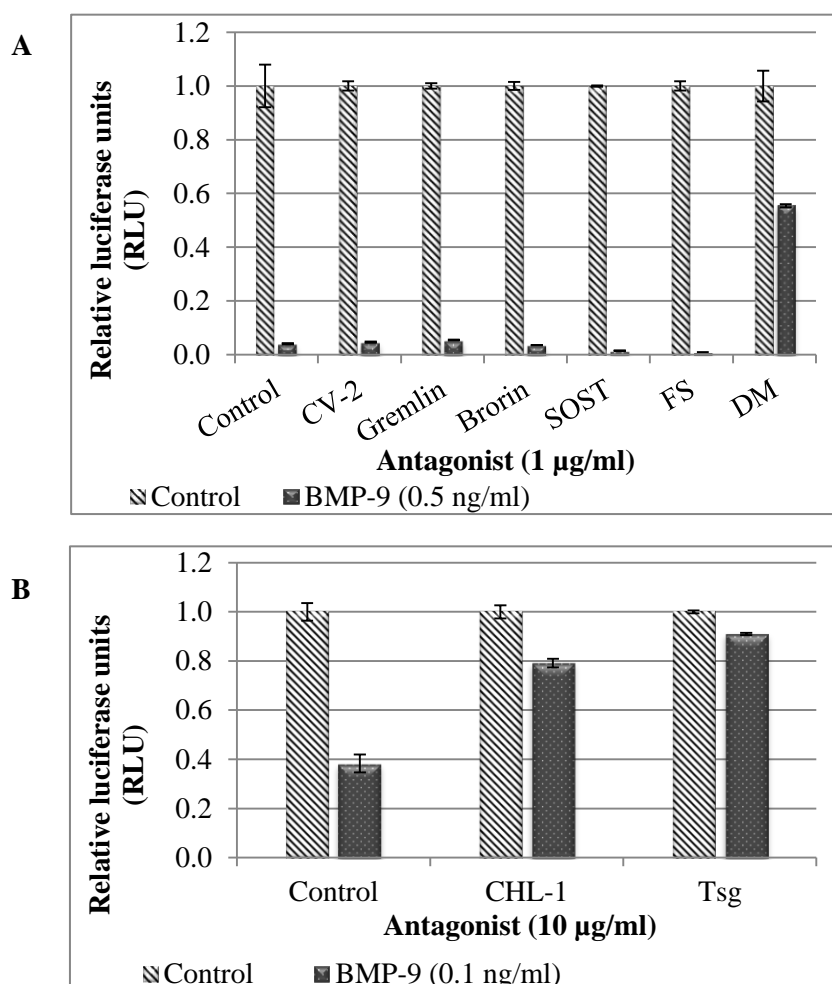 A
Relative luciferase units
(RLU)
1.2
1.0
0.8
0.6
0.4
0.2
0.0
Control
CV-2
Gremlin
Brorin
SOST
FS
DM
Antagonist (1 µg/ml)
Control
BMP-9 (0.5 ng/ml)
B
Relative luciferase units
(RLU)
1.2
1.0
0.8
0.6
0.4
0.2
0.0
Control
CHL-1
Tsg
Antagonist (10 µg/ml)
Control
BMP-9 (0.1 ng/ml)